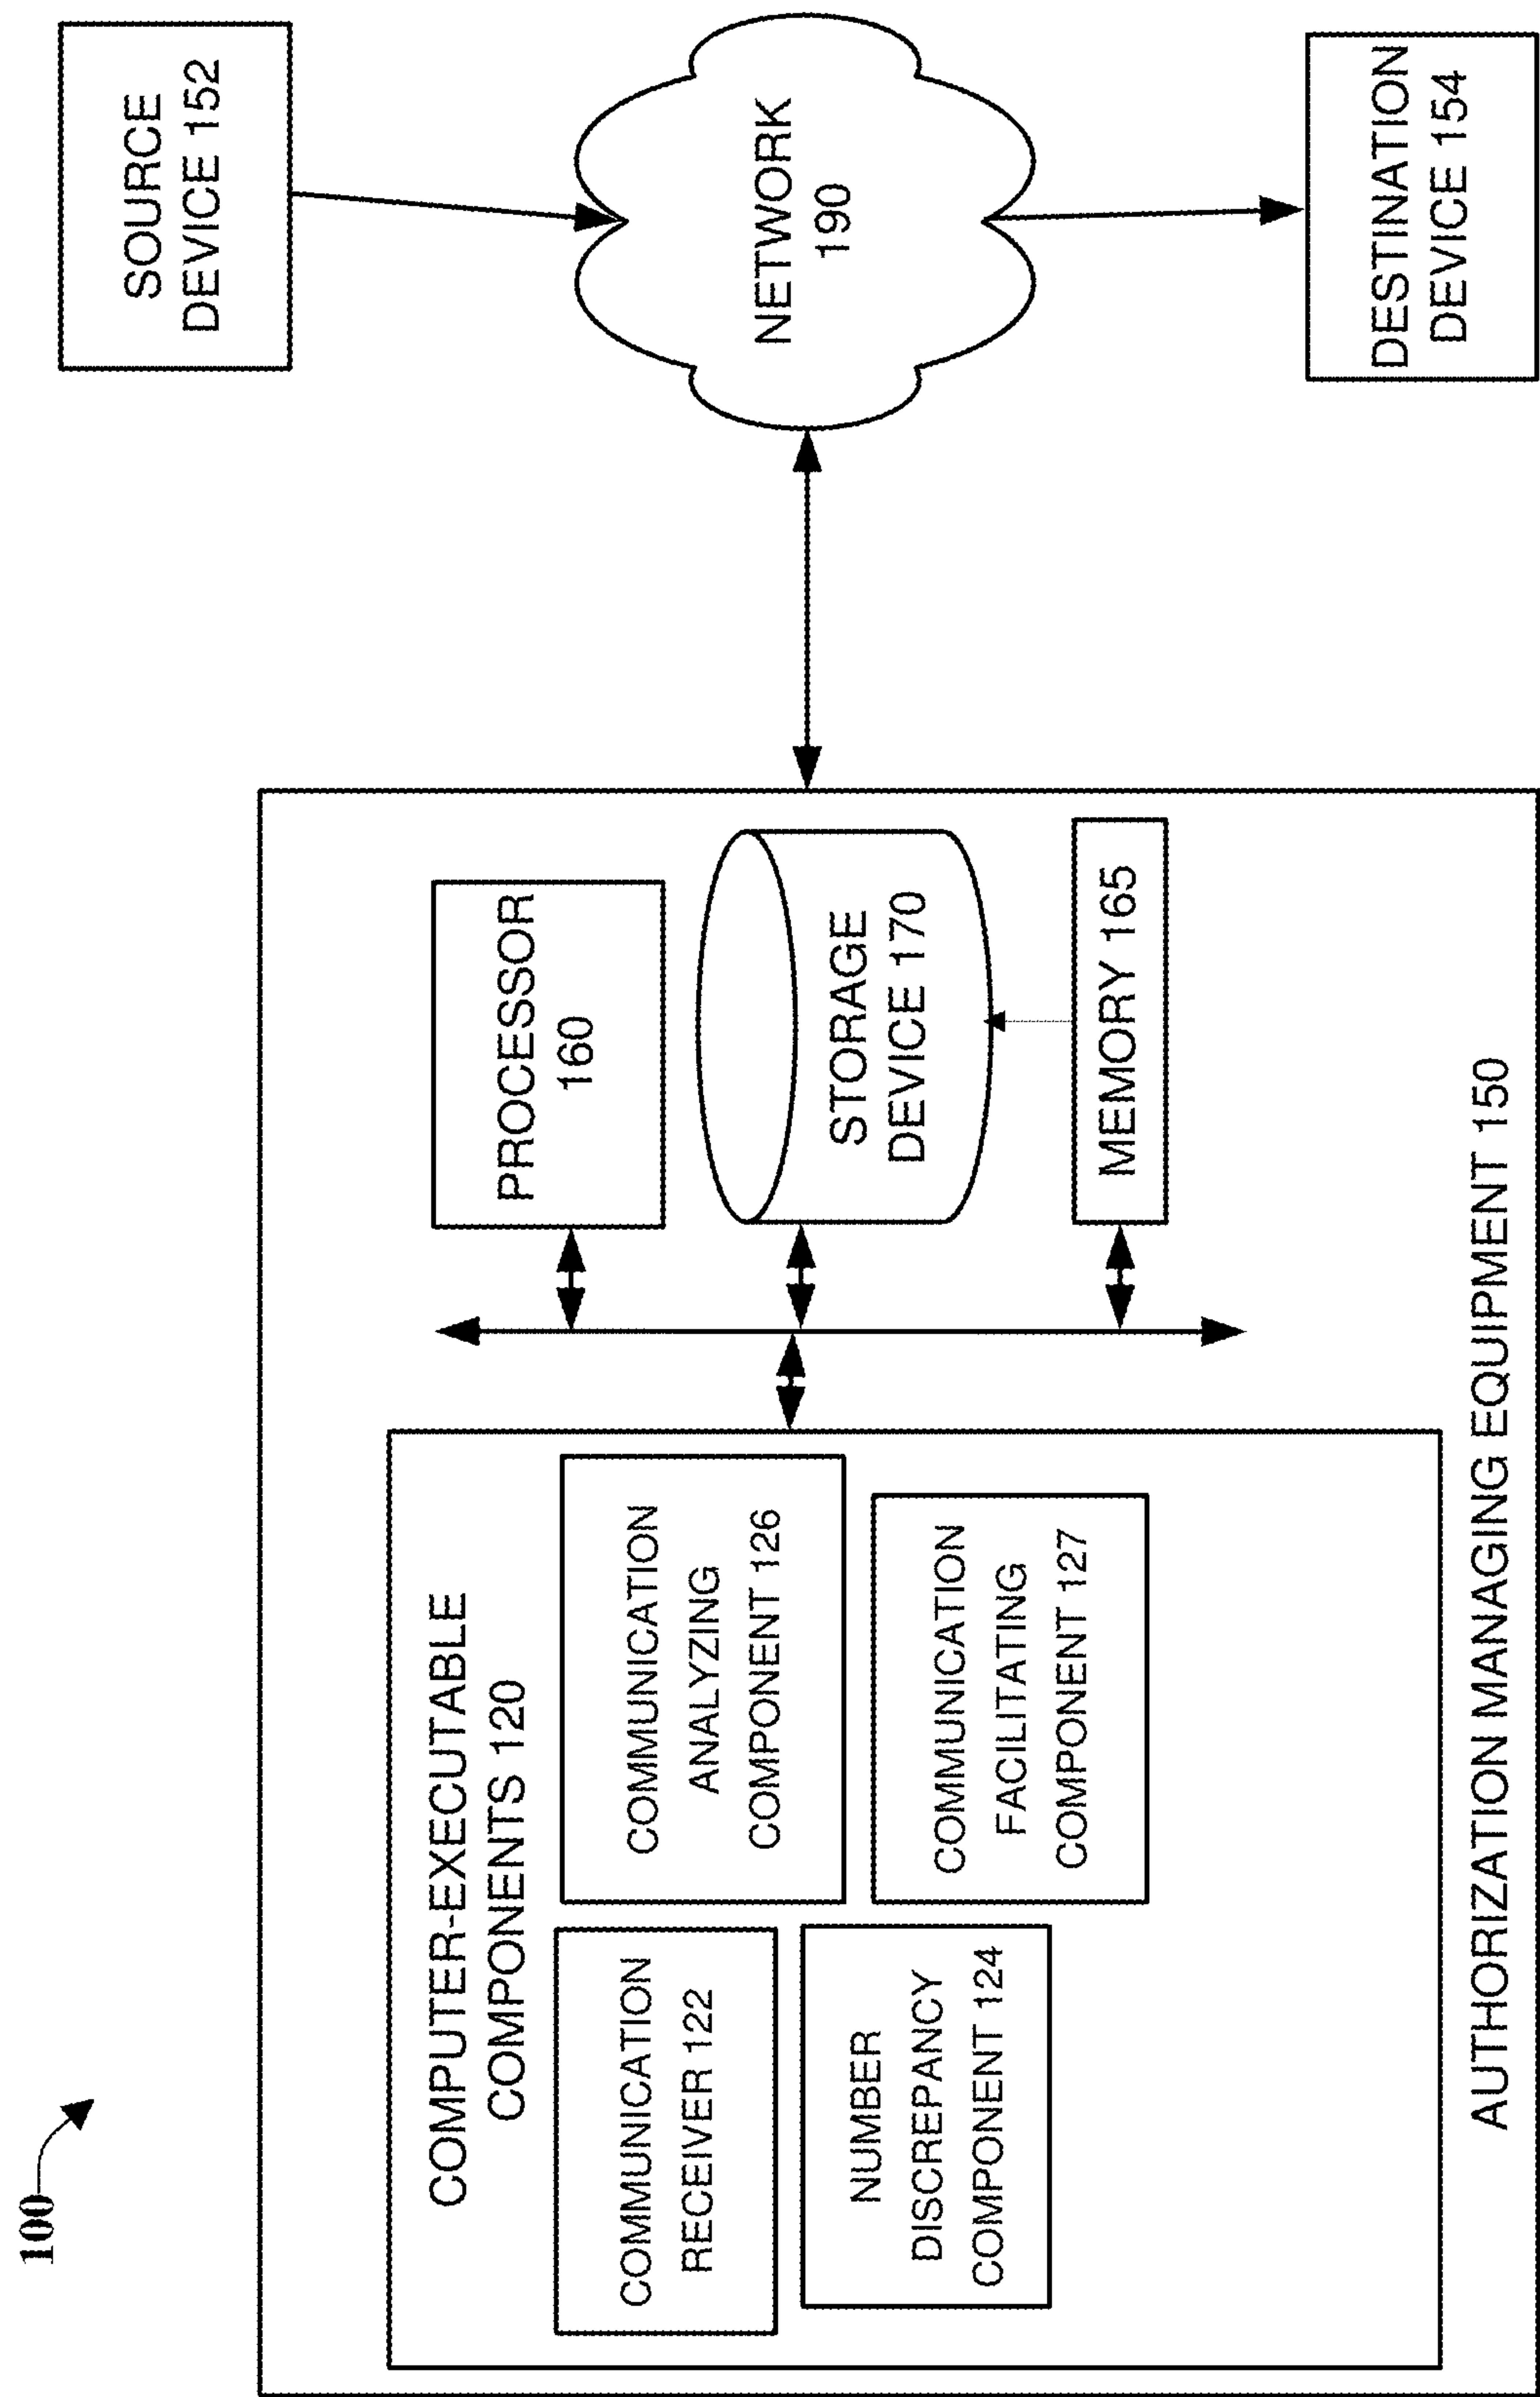 100
COMPUTER-EXECUTABLE
COMPONENTS 120
COMMUNICATION
RECEIVER 122
COMMUNICATION
ANALYZING
COMPONENT 126
NUMBER
DISCREPANCY
COMPONENT 124
COMMUNICATION
FACILITATING
COMPONENT 127
PROCESSOR
160
STORAGE
DEVICE 170
MEMORY 165
AUTHORIZATION MANAGING EQUIPMENT 150
SOURCE
DEVICE 152
NETWORK
190
DESTINATION
DEVICE 154